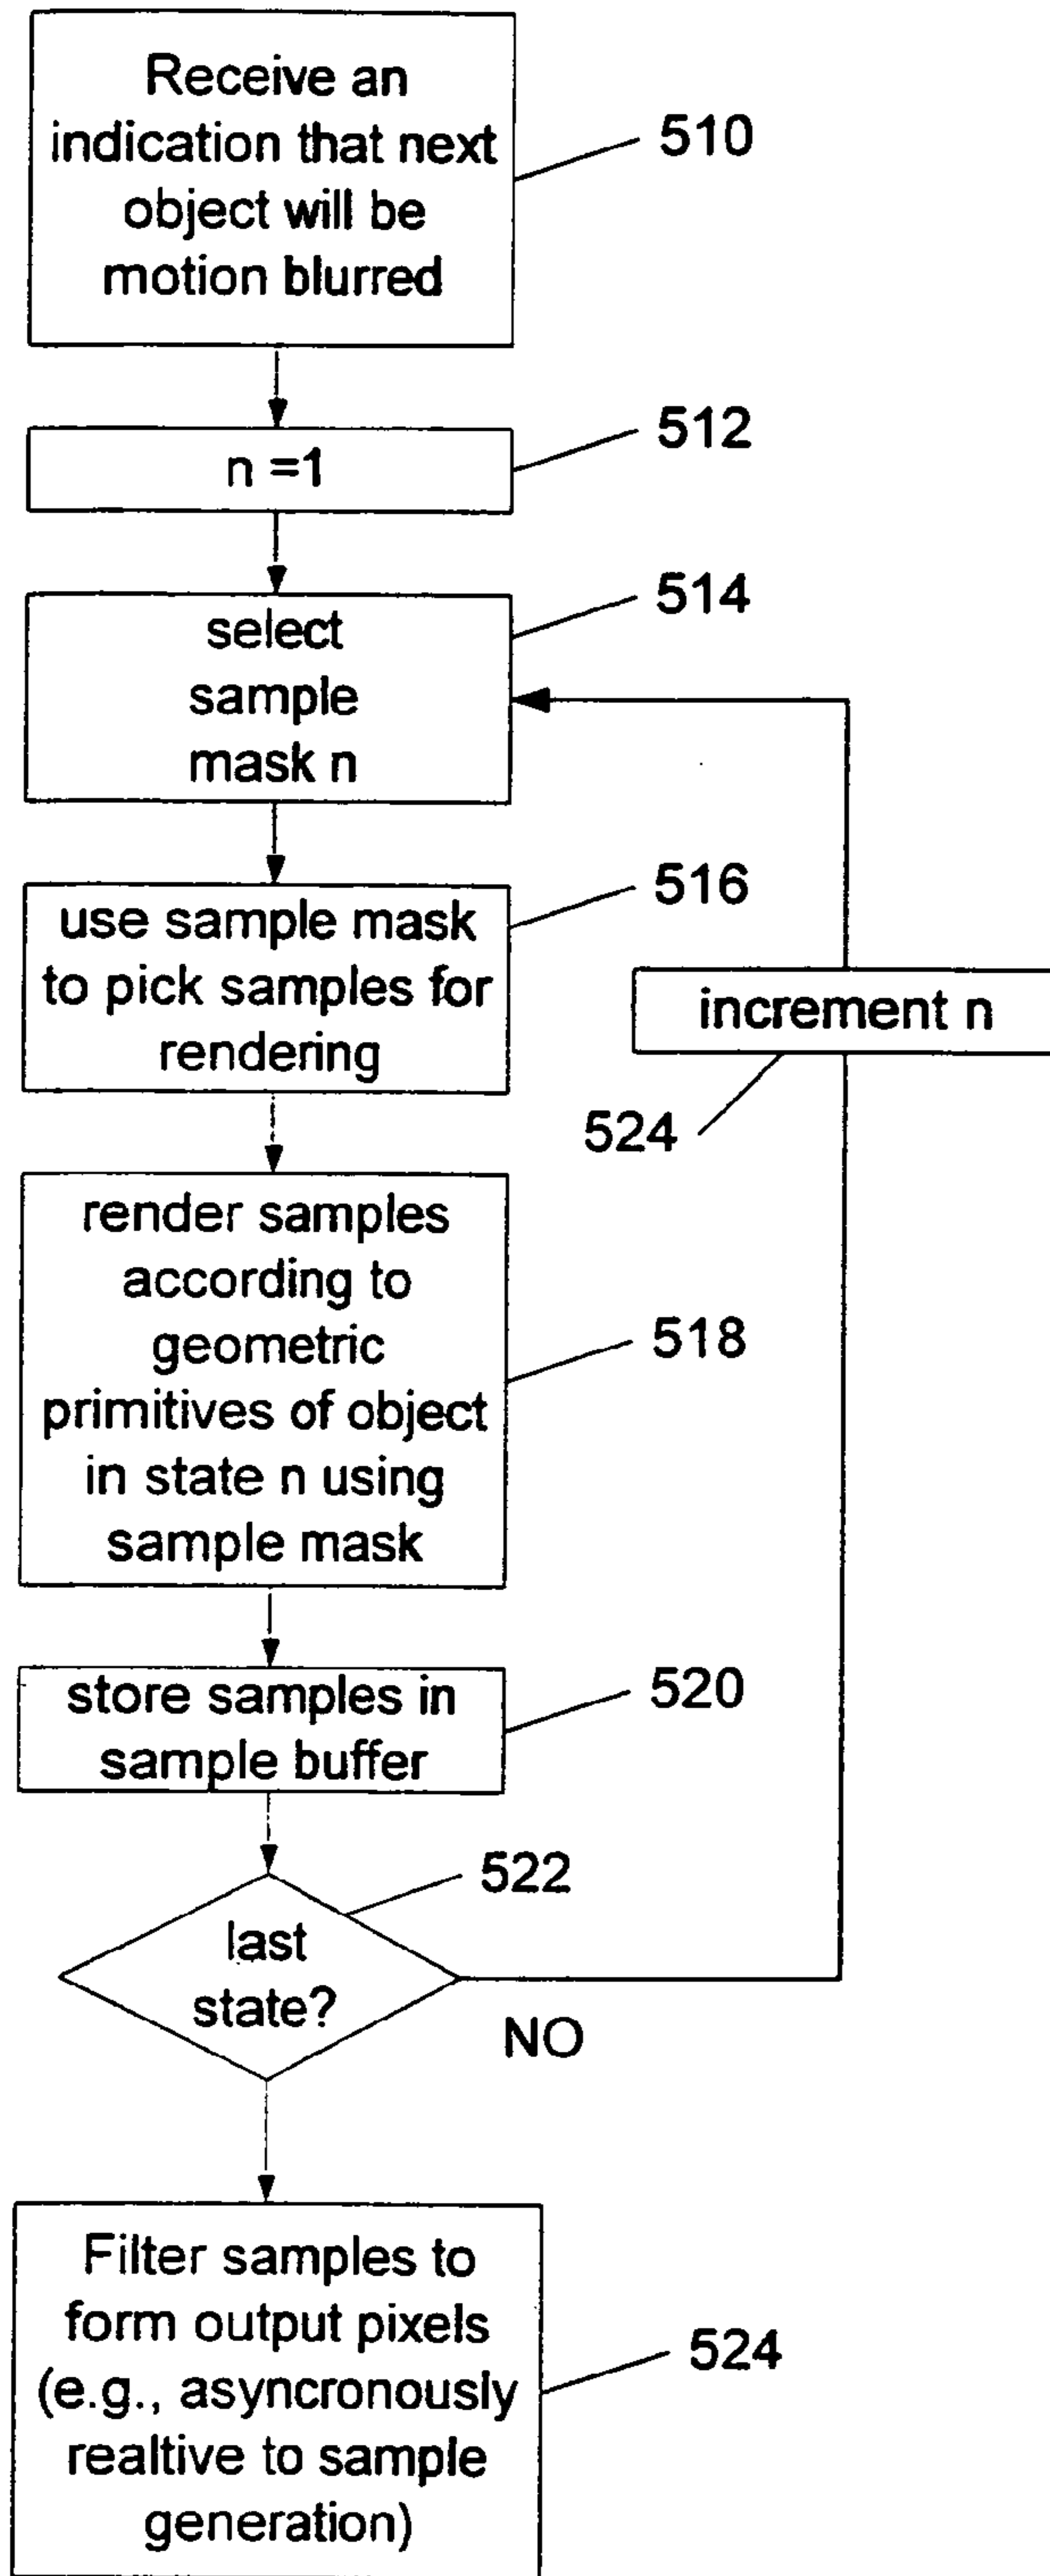 Receive an
indication that next
object will be
motion blurred
510
n =1
512
select
sample
mask n
514
use sample mask
to pick samples for
rendering
516
increment n
524
render samples
according to
geometric
primitives of object
in state n using
sample mask
518
store samples in
sample buffer
520
last
state?
522
NO
Filter samples to
form output pixels
(e.g., asyncronously
realtive to sample
generation)
524